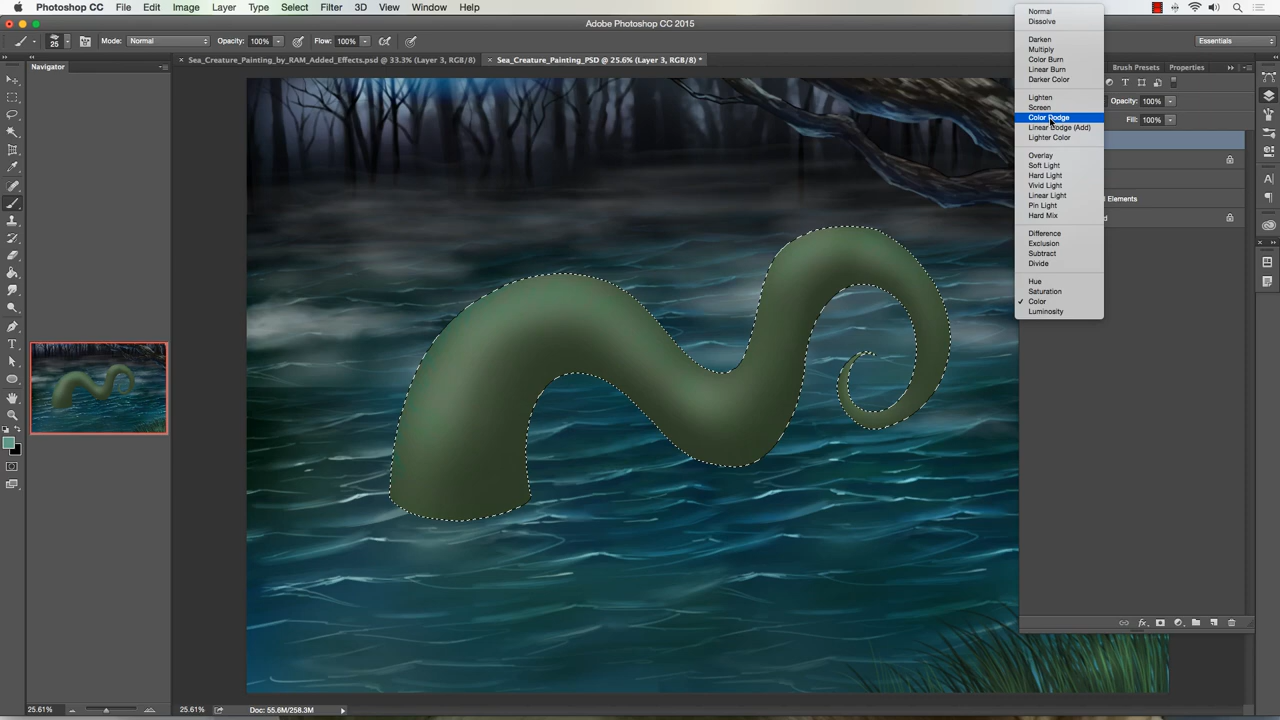 Photoshop CC File Edit Image Layer Type Select Filter 3D View Window Help
Adobe Photoshop CC 2015
25 Mode: Normal Opacity: 100% Flow: 100% Essentials
Navigator
× Sea_Creature_Painting_by_RAM_Added_Effects.psd @ 33.3% (Layer 3, RGB/8)
× Sea_Creature_Painting_PSD @ 25.6% (Layer 3, RGB/8) *
Brush Presets Properties
Normal
Dissolve
Darken
Multiply
Color Burn
Linear Burn
Darker Color
Lighten
Screen
Color Dodge
Linear Dodge (Add)
Lighter Color
Overlay
Soft Light
Hard Light
Vivid Light
Linear Light
Pin Light
Hard Mix
Difference
Exclusion
Subtract
Divide
Hue
Saturation
✓ Color
Luminosity
Opacity: 100%
Fill: 100%
Elements
25.61%
25.61% Doc: 55.6M/258.3M